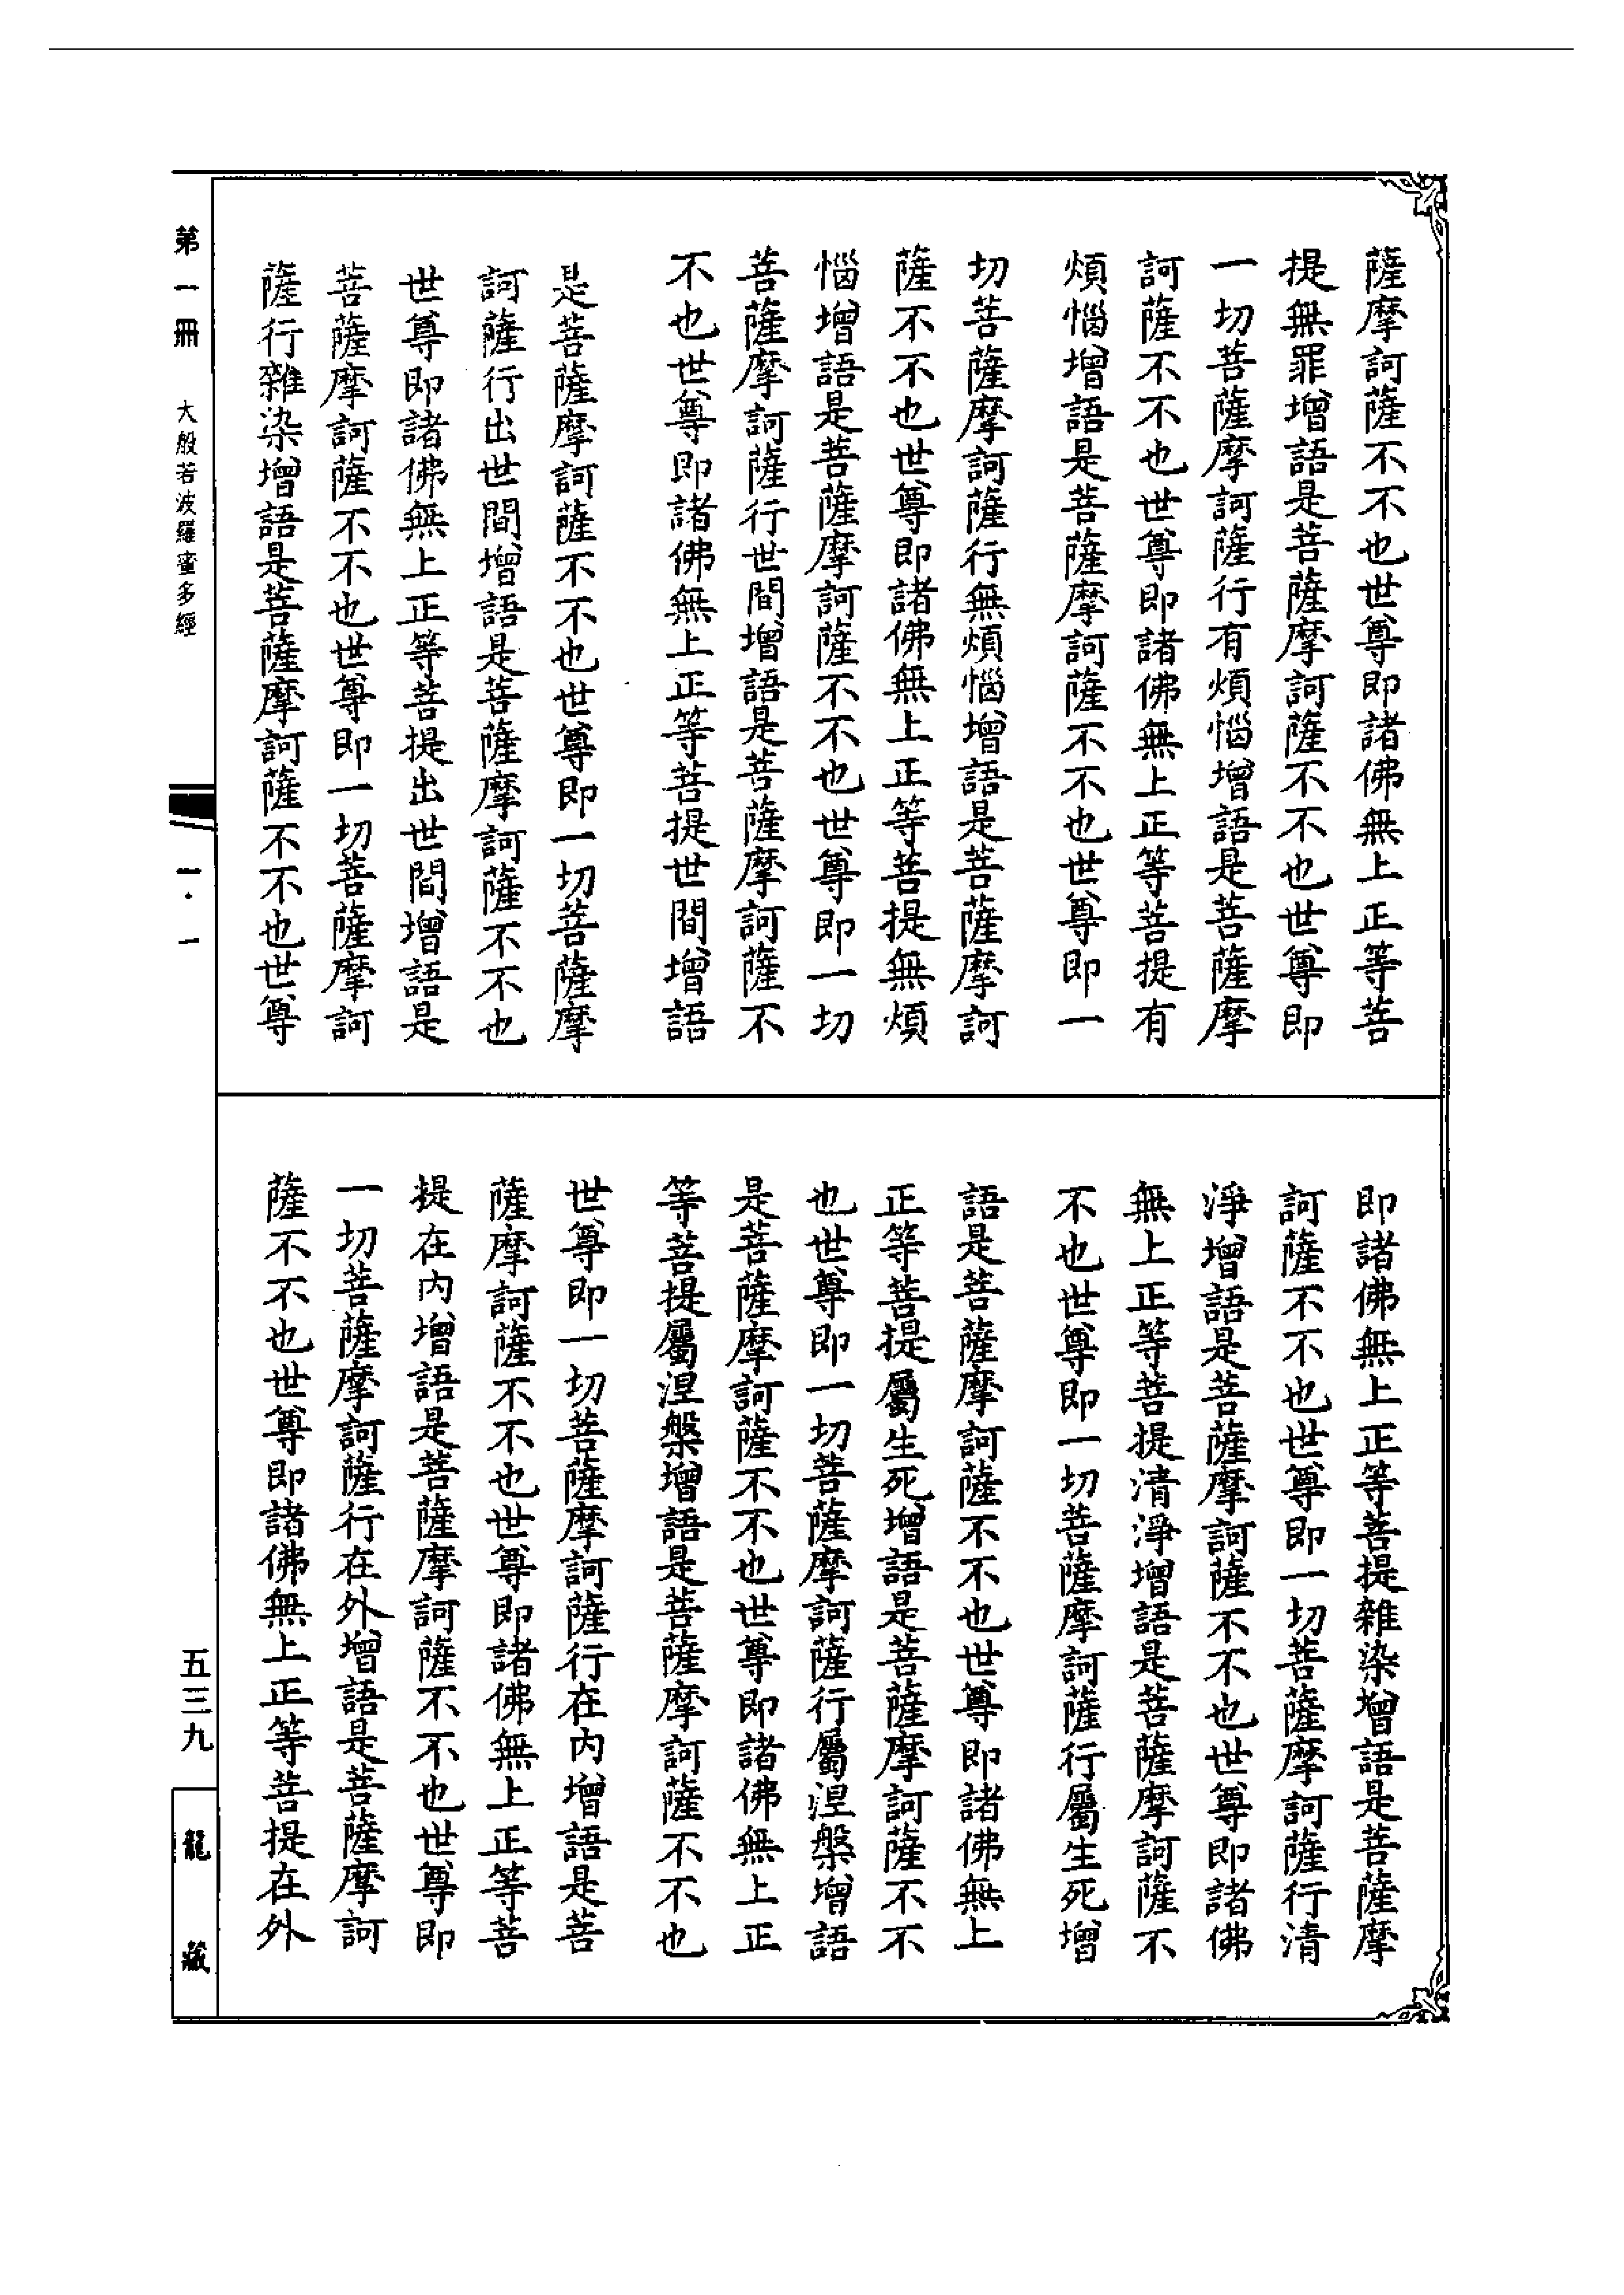 薩摩訶薩不不也世尊即諸佛無上正等菩
提無罪增語是菩薩摩訶薩不不也世尊即
一切菩薩摩訶薩行有煩惱增語是菩薩摩
訶薩不不也世尊即諸佛無上正等菩提有
煩惱增語是菩薩摩訶薩不不也世尊即一
切菩薩摩訶薩行無煩惱增語是菩薩摩訶
薩不不也世尊即諸佛無上正等菩提無煩
惱增語是菩薩摩訶薩不不也世尊即一切
菩薩摩訶薩行世間增語是菩薩摩訶薩不
不也世尊即諸佛無上正等菩提世間增語
是菩薩摩訶薩不不也世尊即一切菩薩摩
訶薩行出世間增語是菩薩摩訶薩不不也
世尊即諸佛無上正等菩提出世間增語是
菩薩摩訶薩不不也世尊即一切菩薩摩訶
薩行雜染增語是菩薩摩訶薩不不也世尊
即諸佛無上正等菩提雜染增語是菩薩摩
訶薩不不也世尊即一切菩薩摩訶薩行清
淨增語是菩薩摩訶薩不不也世尊即諸佛
無上正等菩提清淨增語是菩薩摩訶薩不
不也世尊即一切菩薩摩訶薩行屬生死增
語是菩薩摩訶薩不不也世尊即諸佛無上
正等菩提屬生死增語是菩薩摩訶薩不不
也世尊即一切菩薩摩訶薩行屬涅槃增語
是菩薩摩訶薩不不也世尊即諸佛無上正
等菩提屬涅槃增語是菩薩摩訶薩不不也
世尊即一切菩薩摩訶薩行在內增語是菩
薩摩訶薩不不也世尊即諸佛無上正等菩
提在內增語是菩薩摩訶薩不不也世尊即
一切菩薩摩訶薩行在外增語是菩薩摩訶
薩不不也世尊即諸佛無上正等菩提在外
第一冊 大般若波羅蜜多經 一·一 五三九 龍藏